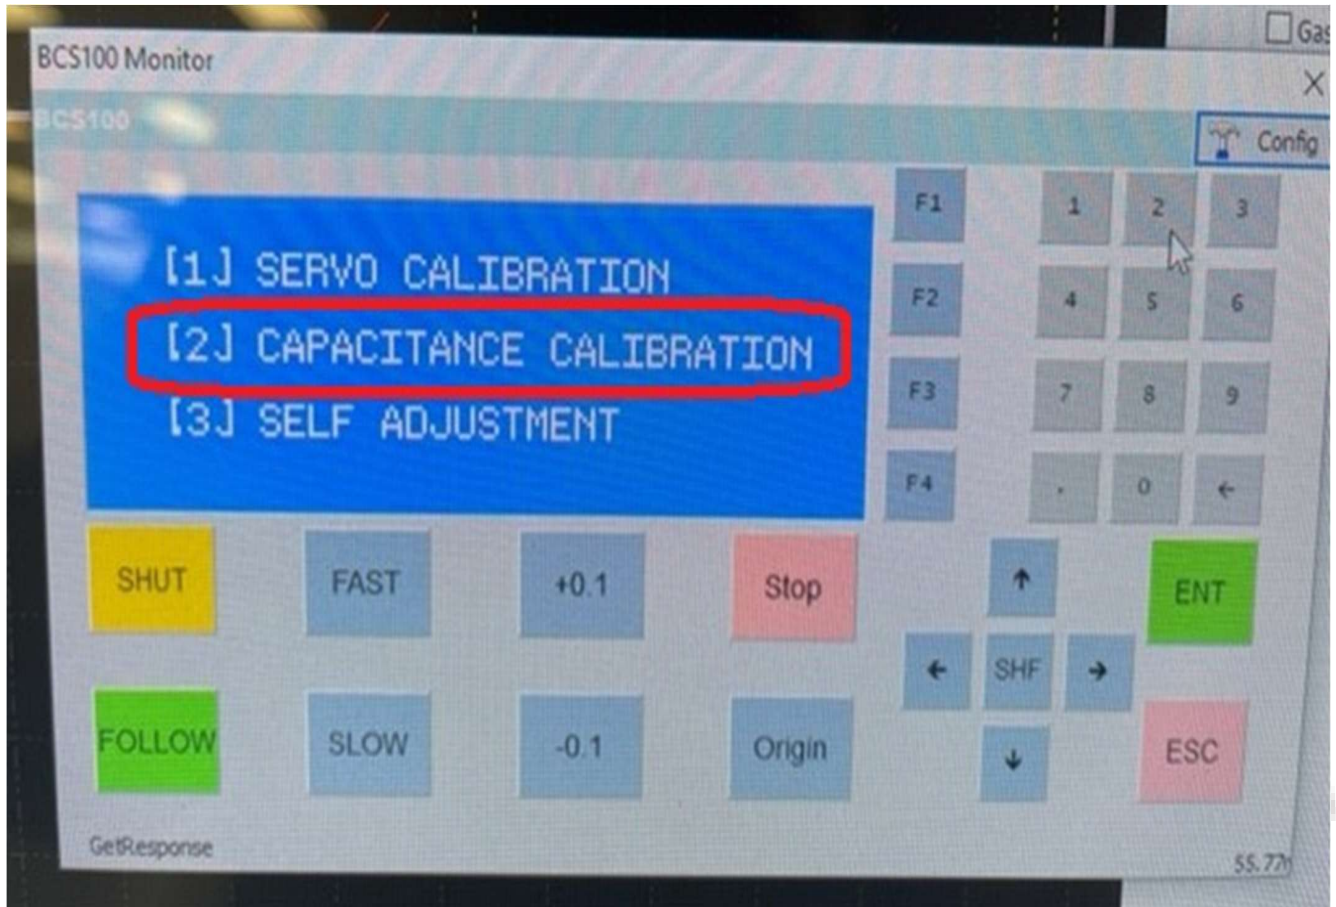 Gas
BCS100 Monitor
X
BCS100
Config
[1] SERVO CALIBRATION
[2] CAPACITANCE CALIBRATION
[3] SELF ADJUSTMENT
F1 1 2 3
F2 4 5 6
F3 7 8 9
F4 . 0 ←
SHUT FAST +0.1 Stop ↑ ENT
← SHF →
FOLLOW SLOW -0.1 Origin ↓ ESC
GetResponse